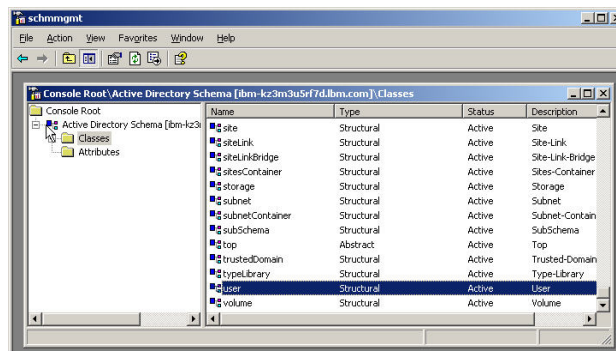 schmmgmt
File Action View Favorites Window Help
Console Root\Active Directory Schema [ibm-kz3m3u5rf7d.lbm.com]\Classes
Console Root
Active Directory Schema [ibm-kz3
Classes
Attributes
Name Type Status Description
site Structural Active Site
siteLink Structural Active Site-Link
siteLinkBridge Structural Active Site-Link-Bridge
sitesContainer Structural Active Sites-Container
storage Structural Active Storage
subnet Structural Active Subnet
subnetContainer Structural Active Subnet-Contain
subSchema Structural Active SubSchema
top Abstract Active Top
trustedDomain Structural Active Trusted-Domain
typeLibrary Structural Active Type-Library
user Structural Active User
volume Structural Active Volume